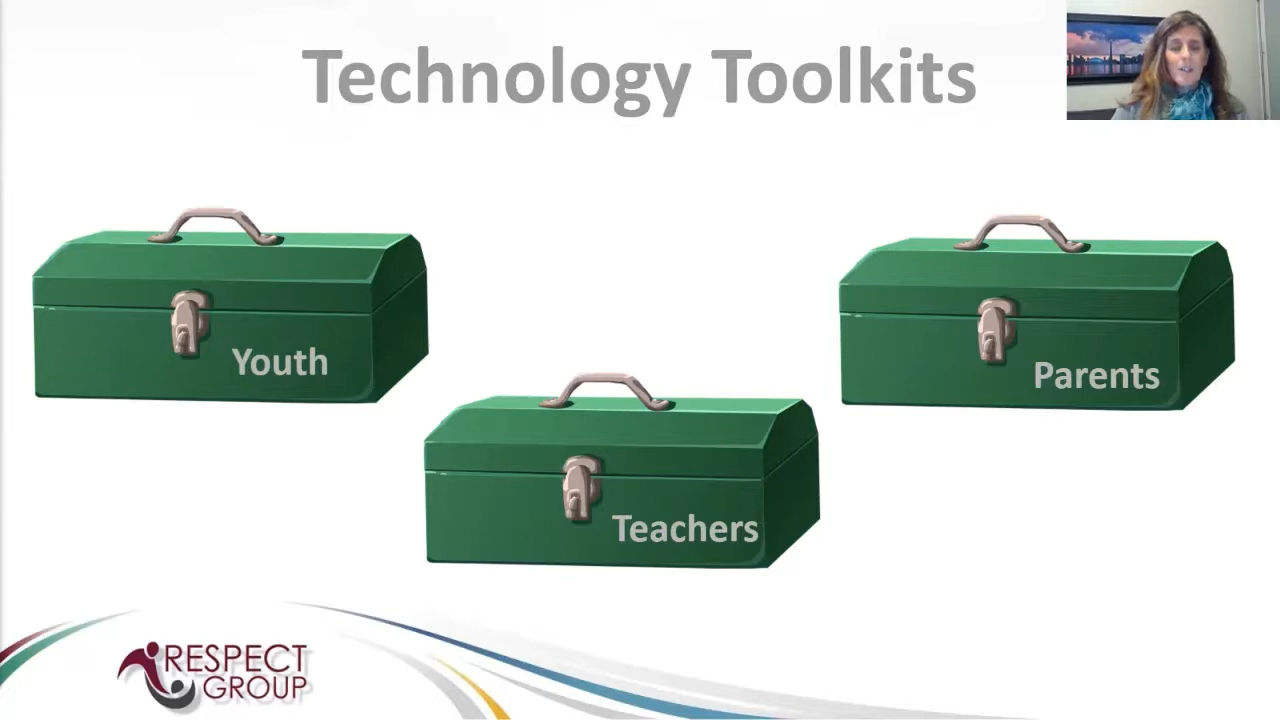 Technology Toolkits
Youth
Parents
Teachers
RESPECT
GROUP